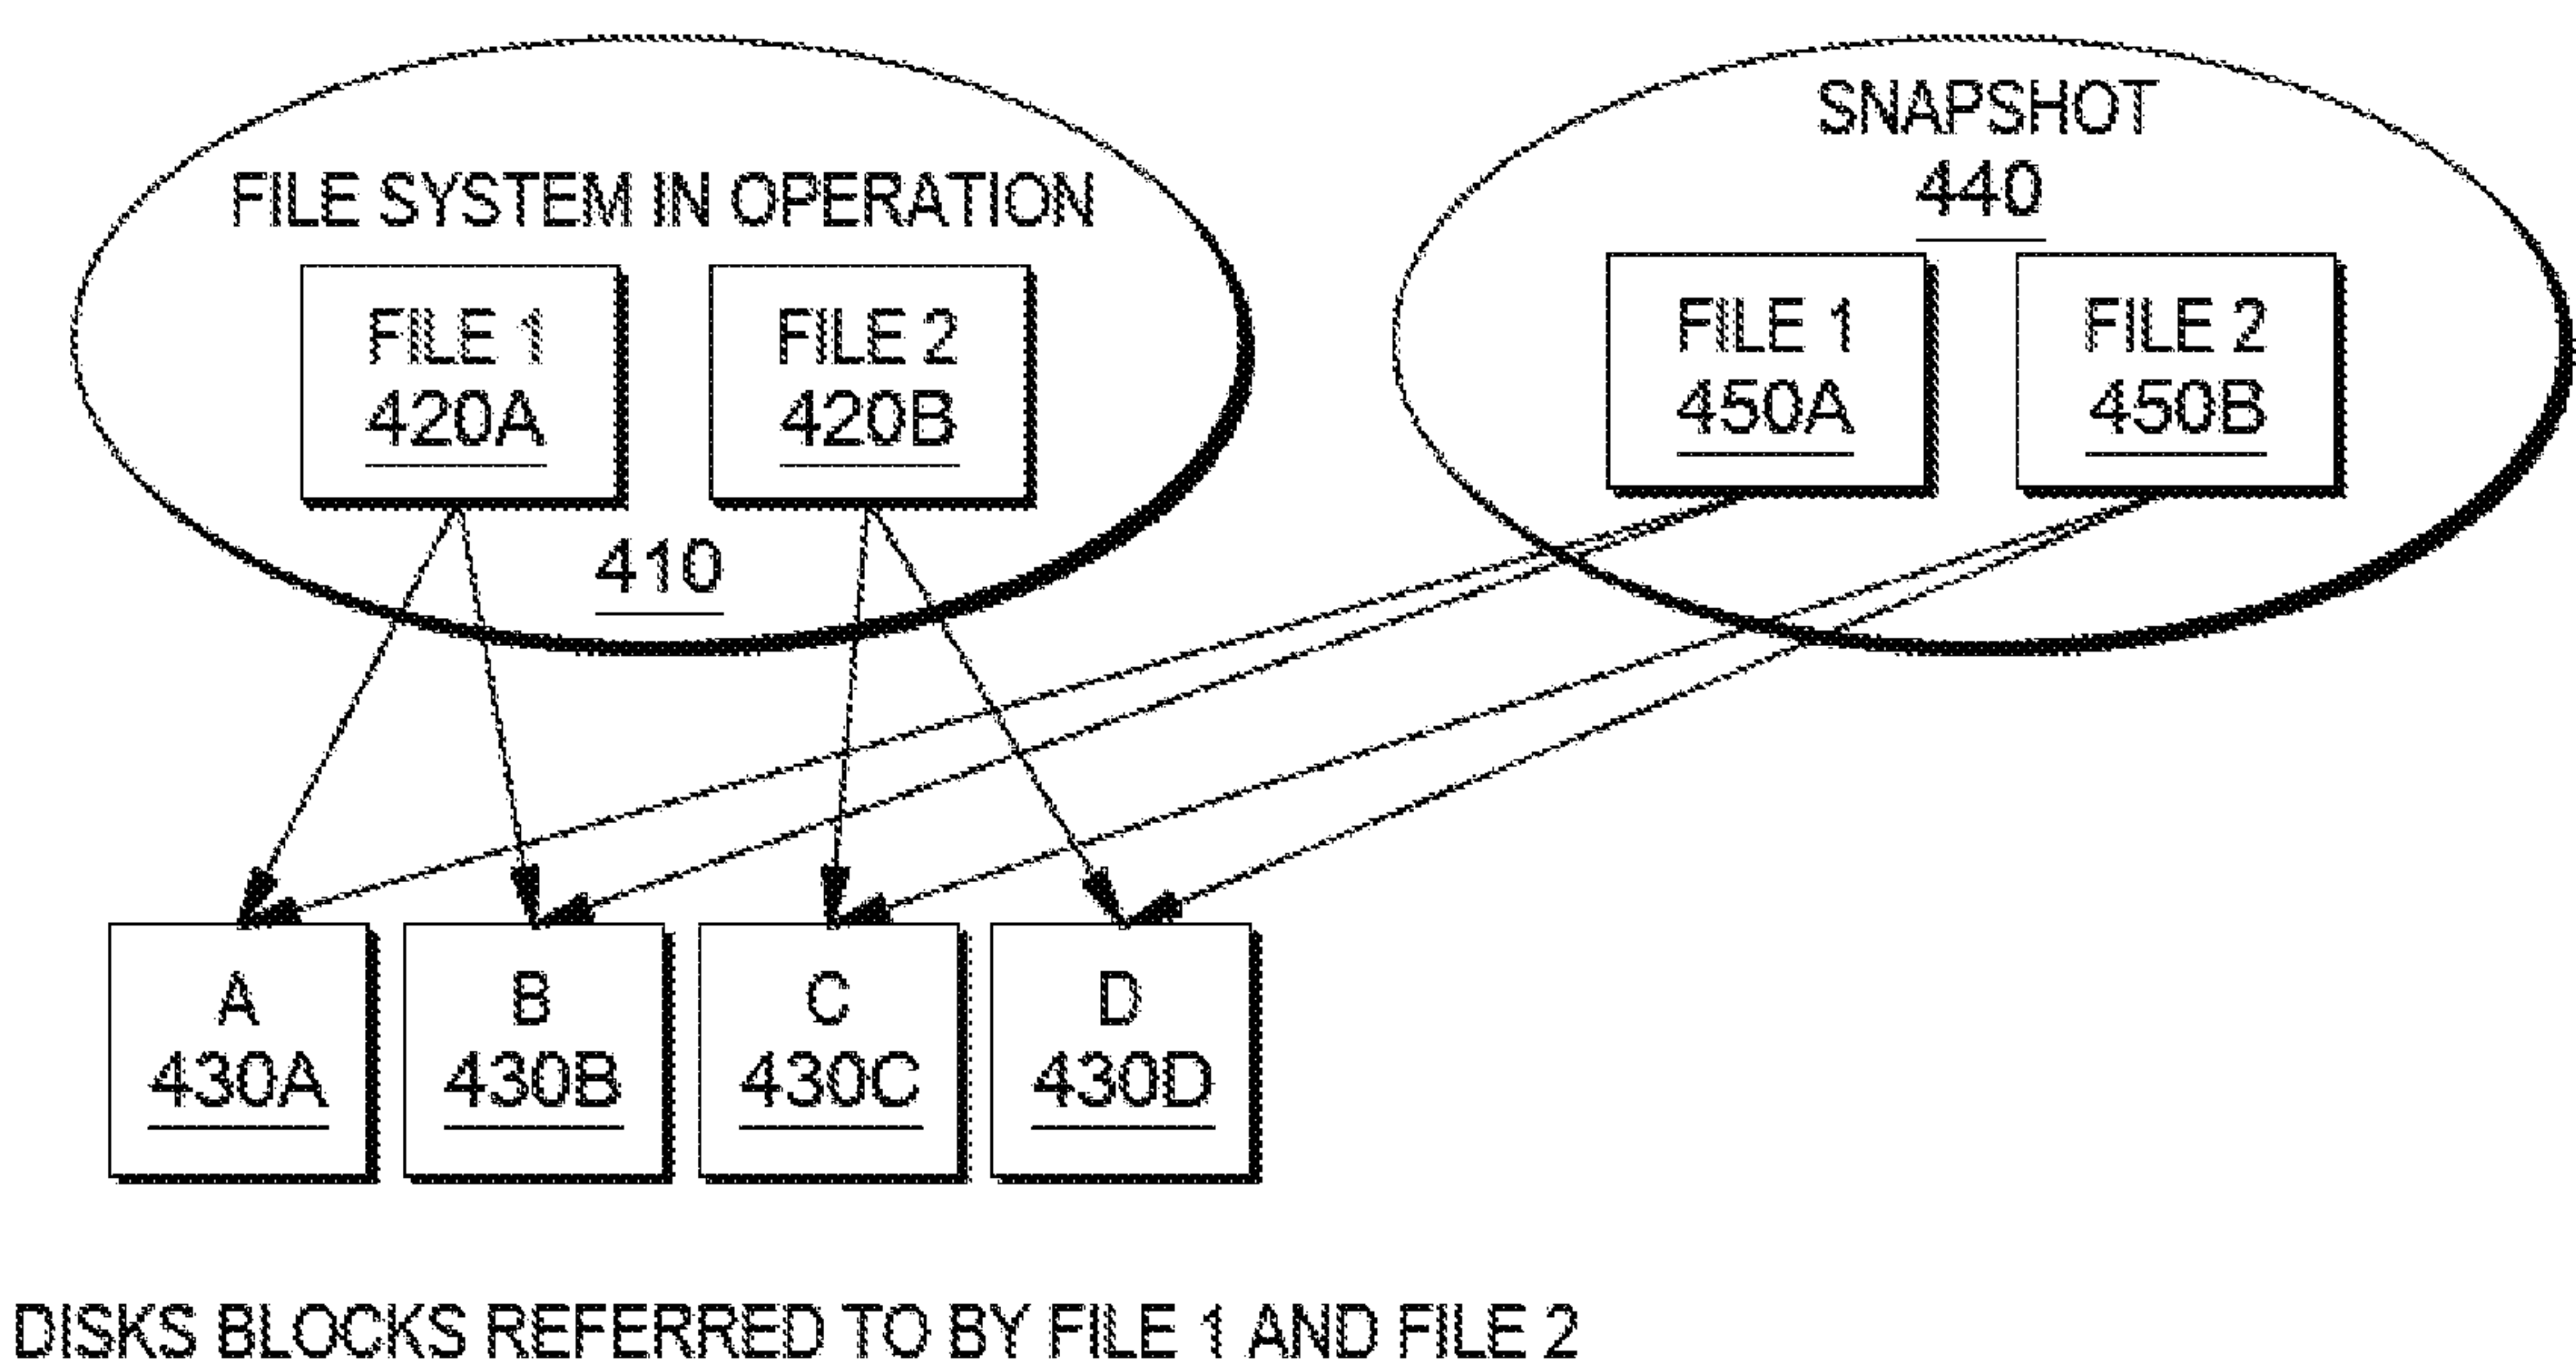 FILE SYSTEM IN OPERATION
FILE 1
420A
FILE 2
420B
410
SNAPSHOT
440
FILE 1
450A
FILE 2
450B
A
430A
B
430B
C
430C
D
430D
DISKS BLOCKS REFERRED TO BY FILE 1 AND FILE 2